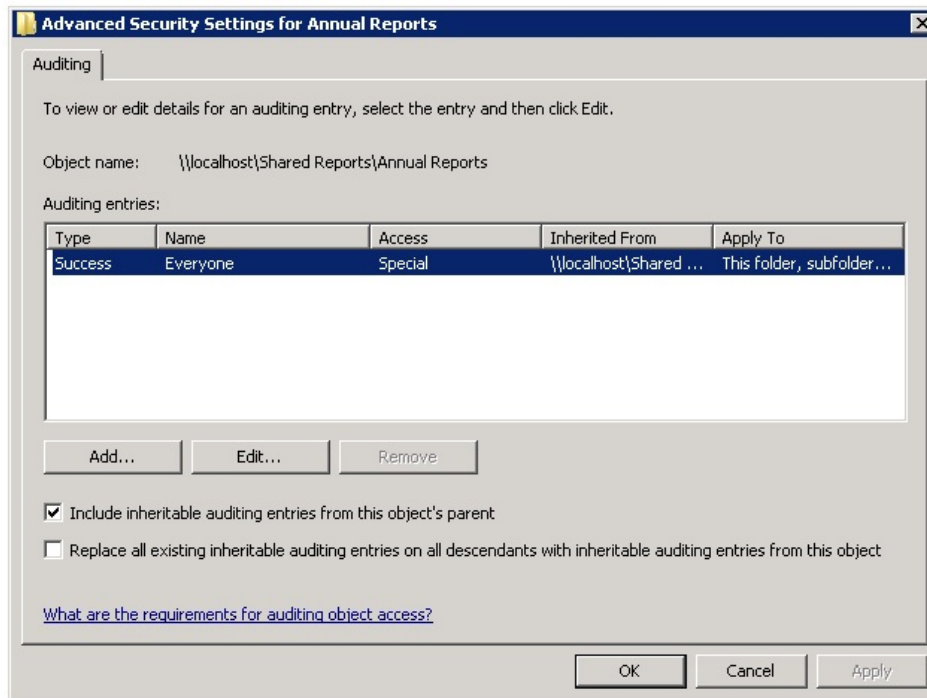 Advanced Security Settings for Annual Reports
Auditing
To view or edit details for an auditing entry, select the entry and then click Edit.
Object name: \\localhost\Shared Reports\Annual Reports
Auditing entries:
Type Name Access Inherited From Apply To
Success Everyone Special \\localhost\Shared ... This folder, subfolder...
Add... Edit... Remove
Include inheritable auditing entries from this object's parent
Replace all existing inheritable auditing entries on all descendants with inheritable auditing entries from this object
What are the requirements for auditing object access?
OK Cancel Apply